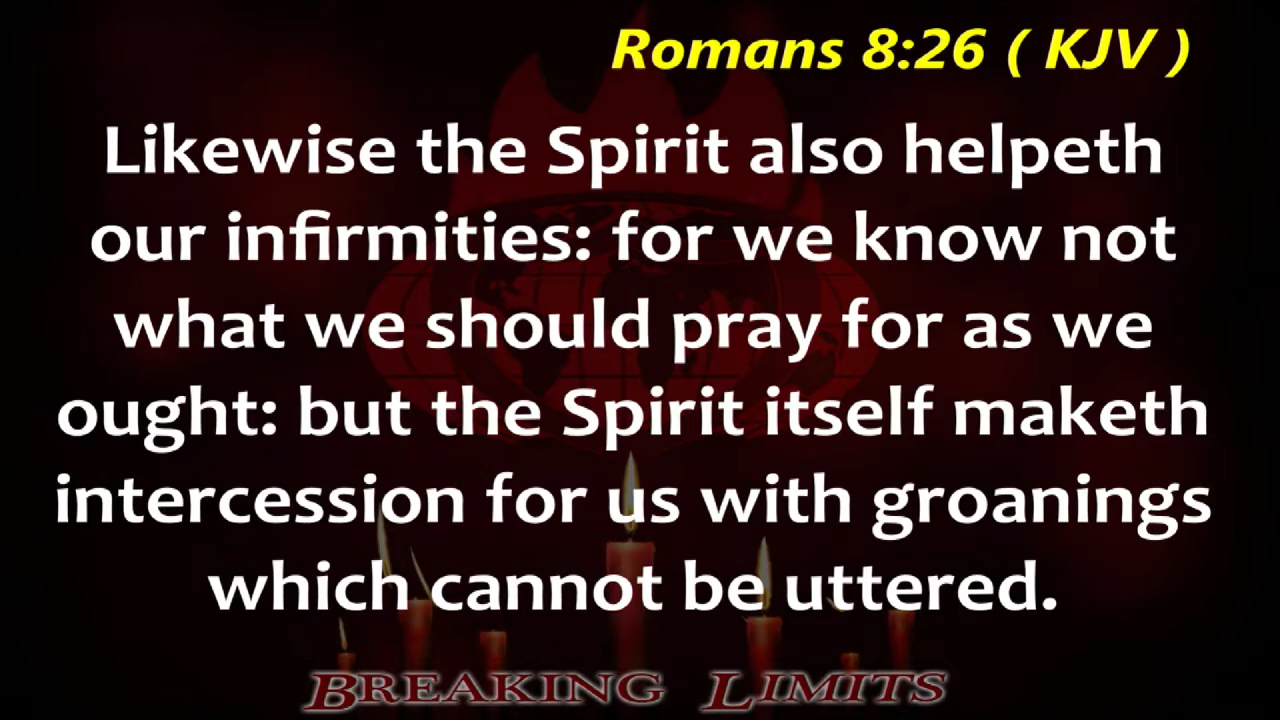 Romans 8:26 ( KJV )
Likewise the Spirit also helpeth
our infirmities: for we know not
what we should pray for as we
ought: but the Spirit itself maketh
intercession for us with groanings
which cannot be uttered.
BREAKING LIMITS